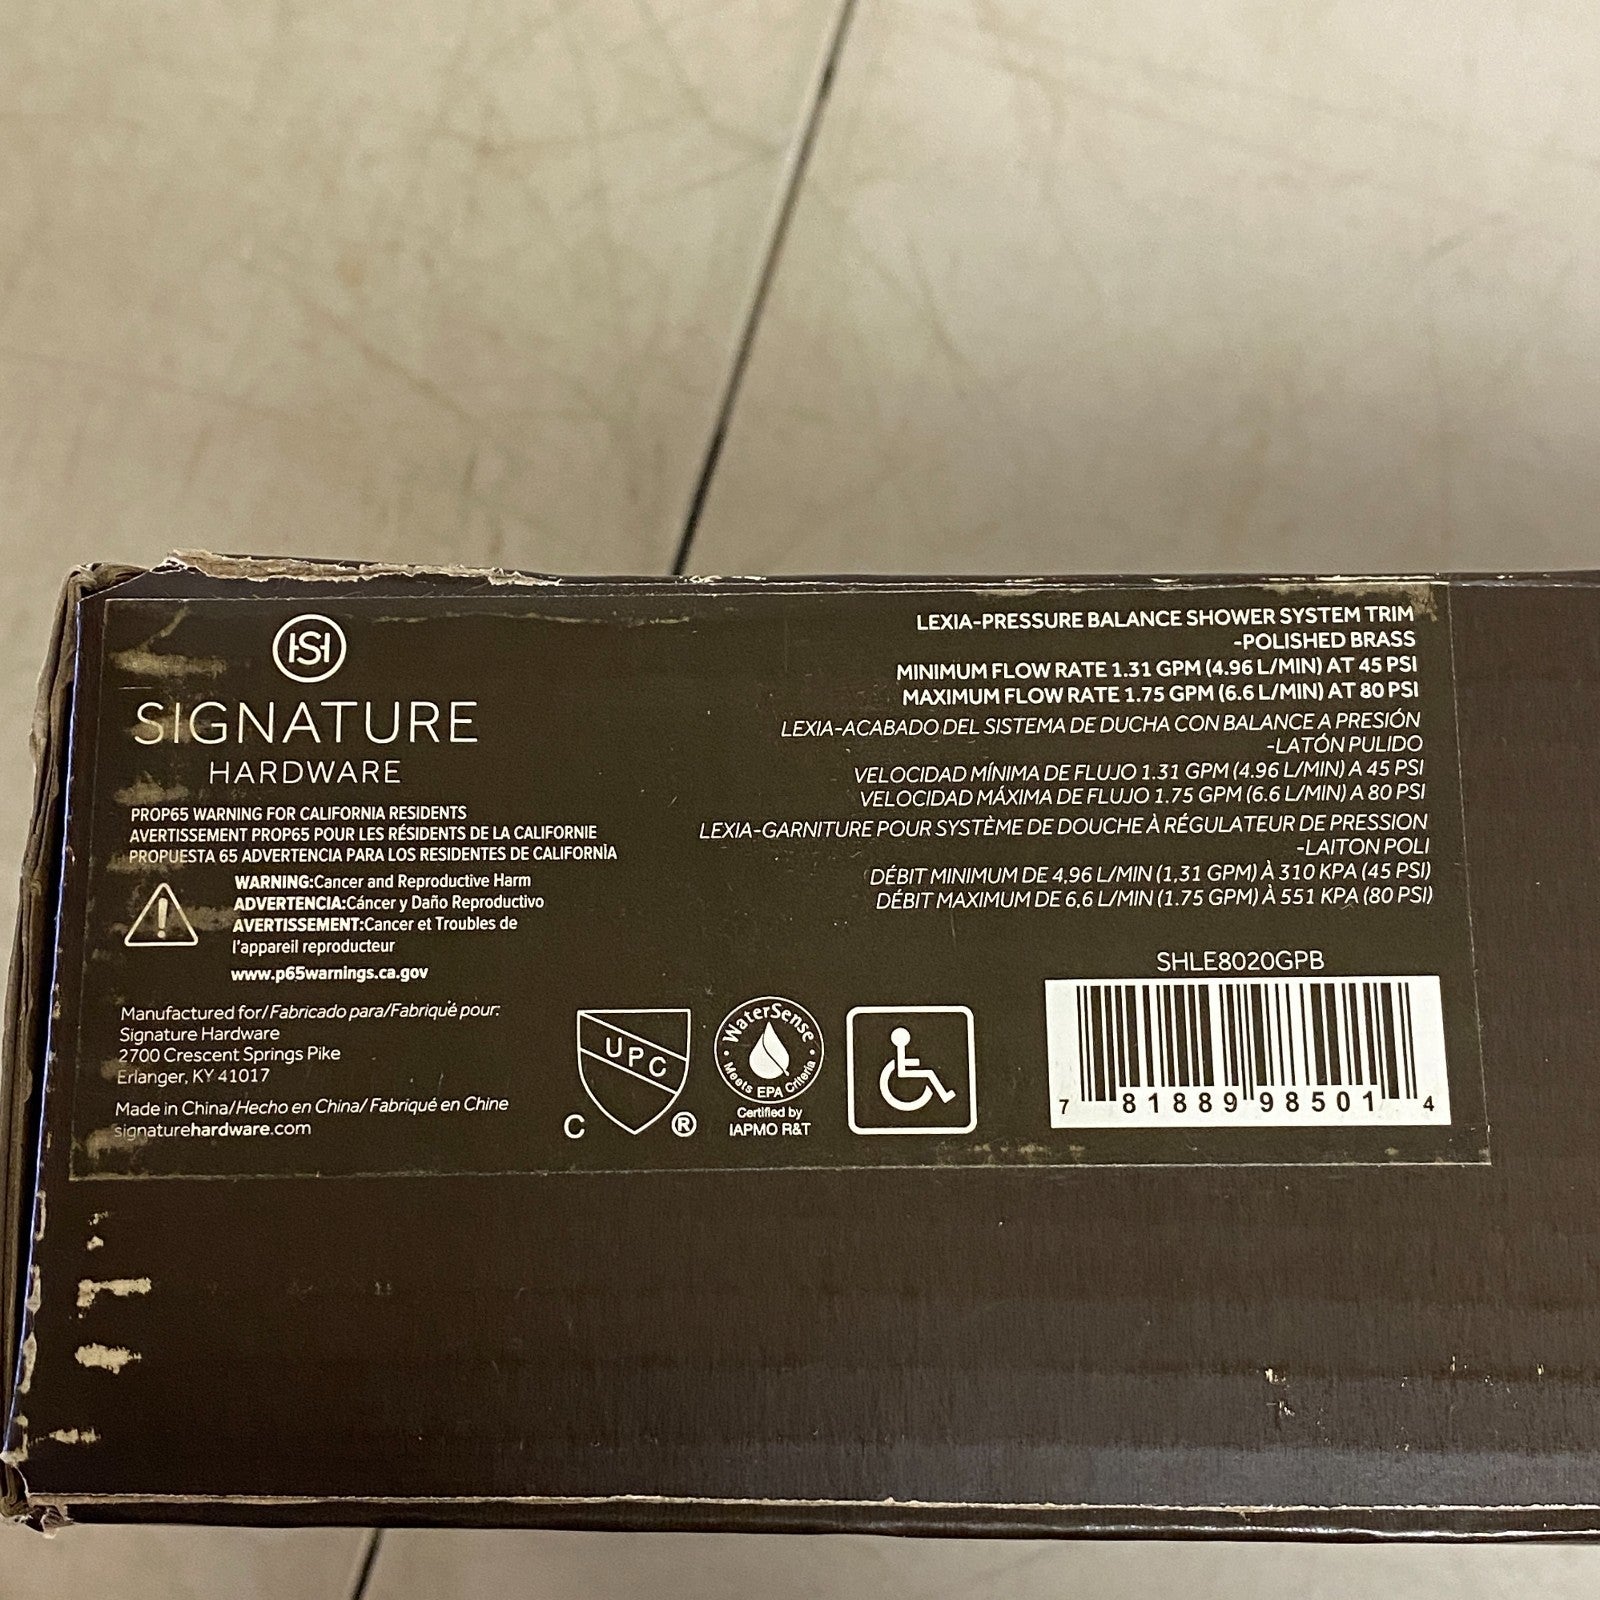 HSH
SIGNATURE
HARDWARE
PROP65 WARNING FOR CALIFORNIA RESIDENTS
AVERTISSEMENT PROP65 POUR LES RÉSIDENTS DE LA CALIFORNIE
PROPUESTA 65 ADVERTENCIA PARA LOS RESIDENTES DE CALIFORNÌA
WARNING:Cancer and Reproductive Harm
ADVERTENCIA:Cáncer y Daño Reproductivo
AVERTISSEMENT:Cancer et Troubles de
l'appareil reproducteur
www.p65warnings.ca.gov
Manufactured for/Fabricado para/Fabriqué pour:
Signature Hardware
2700 Crescent Springs Pike
Erlanger, KY 41017
Made in China/Hecho en China/ Fabriqué en Chine
signaturehardware.com
LEXIA-PRESSURE BALANCE SHOWER SYSTEM TRIM
-POLISHED BRASS
MINIMUM FLOW RATE 1.31 GPM (4.96 L/MIN) AT 45 PSI
MAXIMUM FLOW RATE 1.75 GPM (6.6 L/MIN) AT 80 PSI
LEXIA-ACABADO DEL SISTEMA DE DUCHA CON BALANCE A PRESIÓN
-LATÓN PULIDO
VELOCIDAD MÍNIMA DE FLUJO 1.31 GPM (4.96 L/MIN) A 45 PSI
VELOCIDAD MÁXIMA DE FLUJO 1.75 GPM (6.6 L/MIN) A 80 PSI
LEXIA-GARNITURE POUR SYSTÈME DE DOUCHE À RÉGULATEUR DE PRESSION
-LAITON POLI
DÉBIT MINIMUM DE 4,96 L/MIN (1,31 GPM) À 310 KPA (45 PSI)
DÉBIT MAXIMUM DE 6,6 L/MIN (1.75 GPM) À 551 KPA (80 PSI)
UPC
C ®
WaterSense
Meets EPA Criteria
Certified by
IAPMO R&T
SHLE8020GPB
7 81889 98501 4